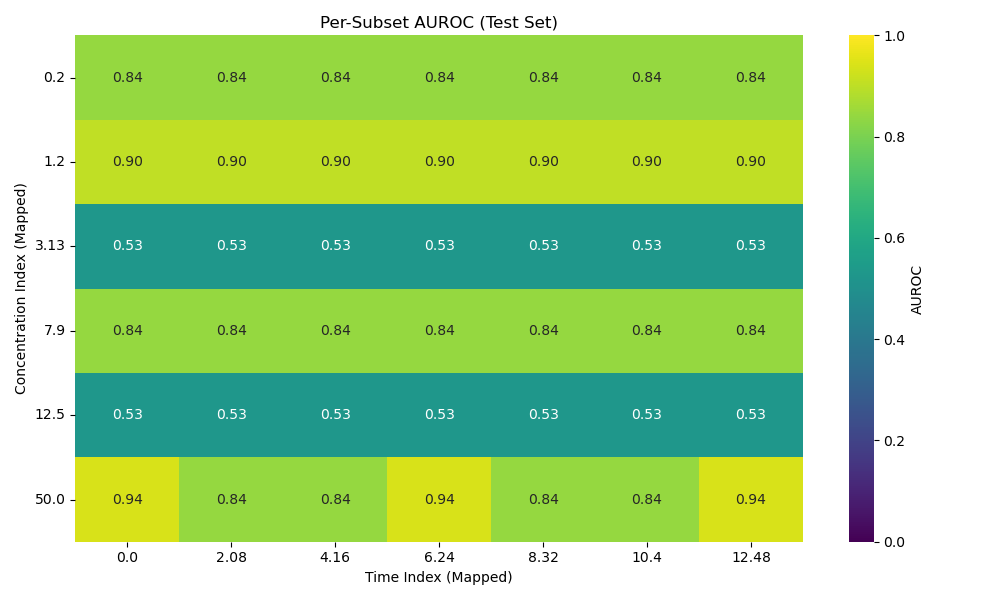 Per-Subset AUROC (Test Set)
Concentration Index (Mapped)
0.2 0.84 0.84 0.84 0.84 0.84 0.84 0.84
1.2 0.90 0.90 0.90 0.90 0.90 0.90 0.90
3.13 0.53 0.53 0.53 0.53 0.53 0.53 0.53
7.9 0.84 0.84 0.84 0.84 0.84 0.84 0.84
12.5 0.53 0.53 0.53 0.53 0.53 0.53 0.53
50.0 0.94 0.84 0.84 0.94 0.84 0.84 0.94
0.0 2.08 4.16 6.24 8.32 10.4 12.48
Time Index (Mapped)
1.0
0.8
0.6
0.4
0.2
0.0
AUROC